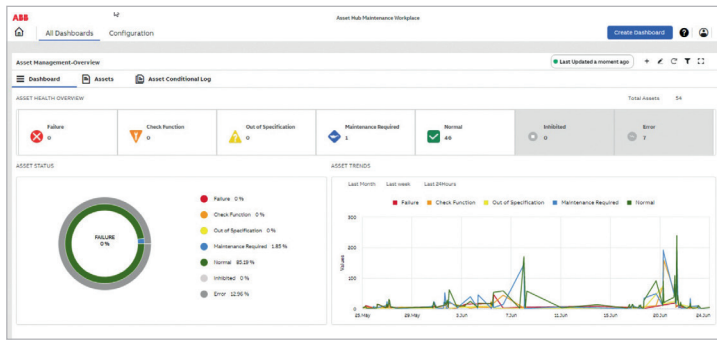 ABB
Asset Hub Maintenance Workplace
All Dashboards Configuration Create Dashboard
Asset Management-Overview Last Updated a moment ago
Dashboard Assets Asset Conditional Log
ASSET HEALTH OVERVIEW Total Assets 54
Failure 0
Check Function 0
Out of Specification 0
Maintenance Required 1
Normal 46
Inhibited 0
Error 7
ASSET STATUS
FAILURE
0 %
Failure 0 %
Check Function 0 %
Out of Specification 0 %
Maintenance Required 1.85 %
Normal 85.19 %
Inhibited 0 %
Error 12.96 %
ASSET TRENDS
Last Month Last week Last 24Hours
Failure Check Function Out of Specification Maintenance Required Normal
Values
300
200
100
0
28.May 3.Jun 7.Jun 11.Jun 15.Jun 20.Jun 24.Jun